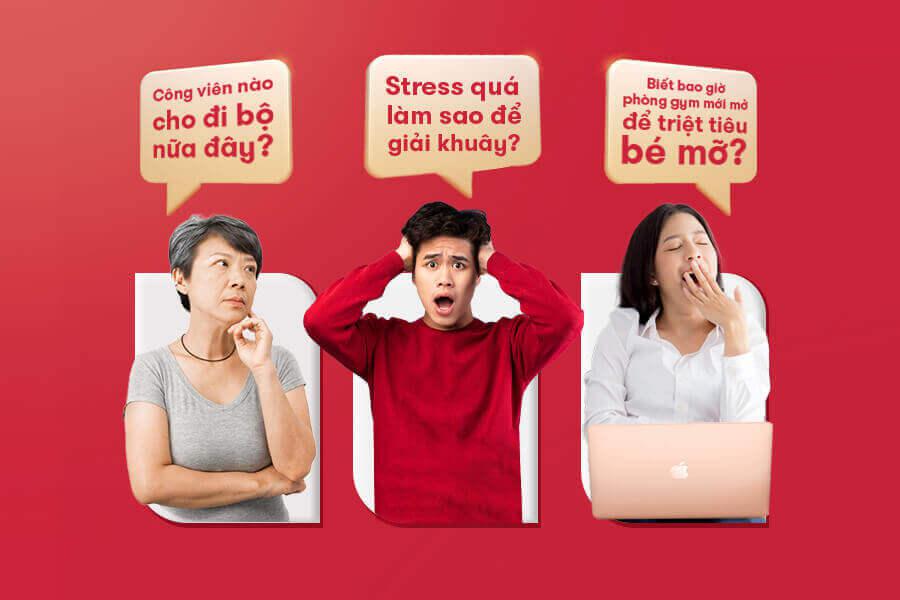 Công viên nào
cho đi bộ
nữa đây?
Stress quá
làm sao để
giải khuây?
Biết bao giờ
phòng gym mới mở
để triệt tiêu
bé mỡ?